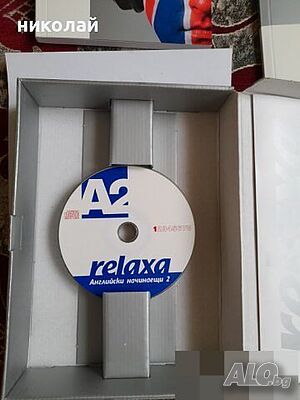 николай
A2
relaxa
Английски начинаещи 2
ALO.bg